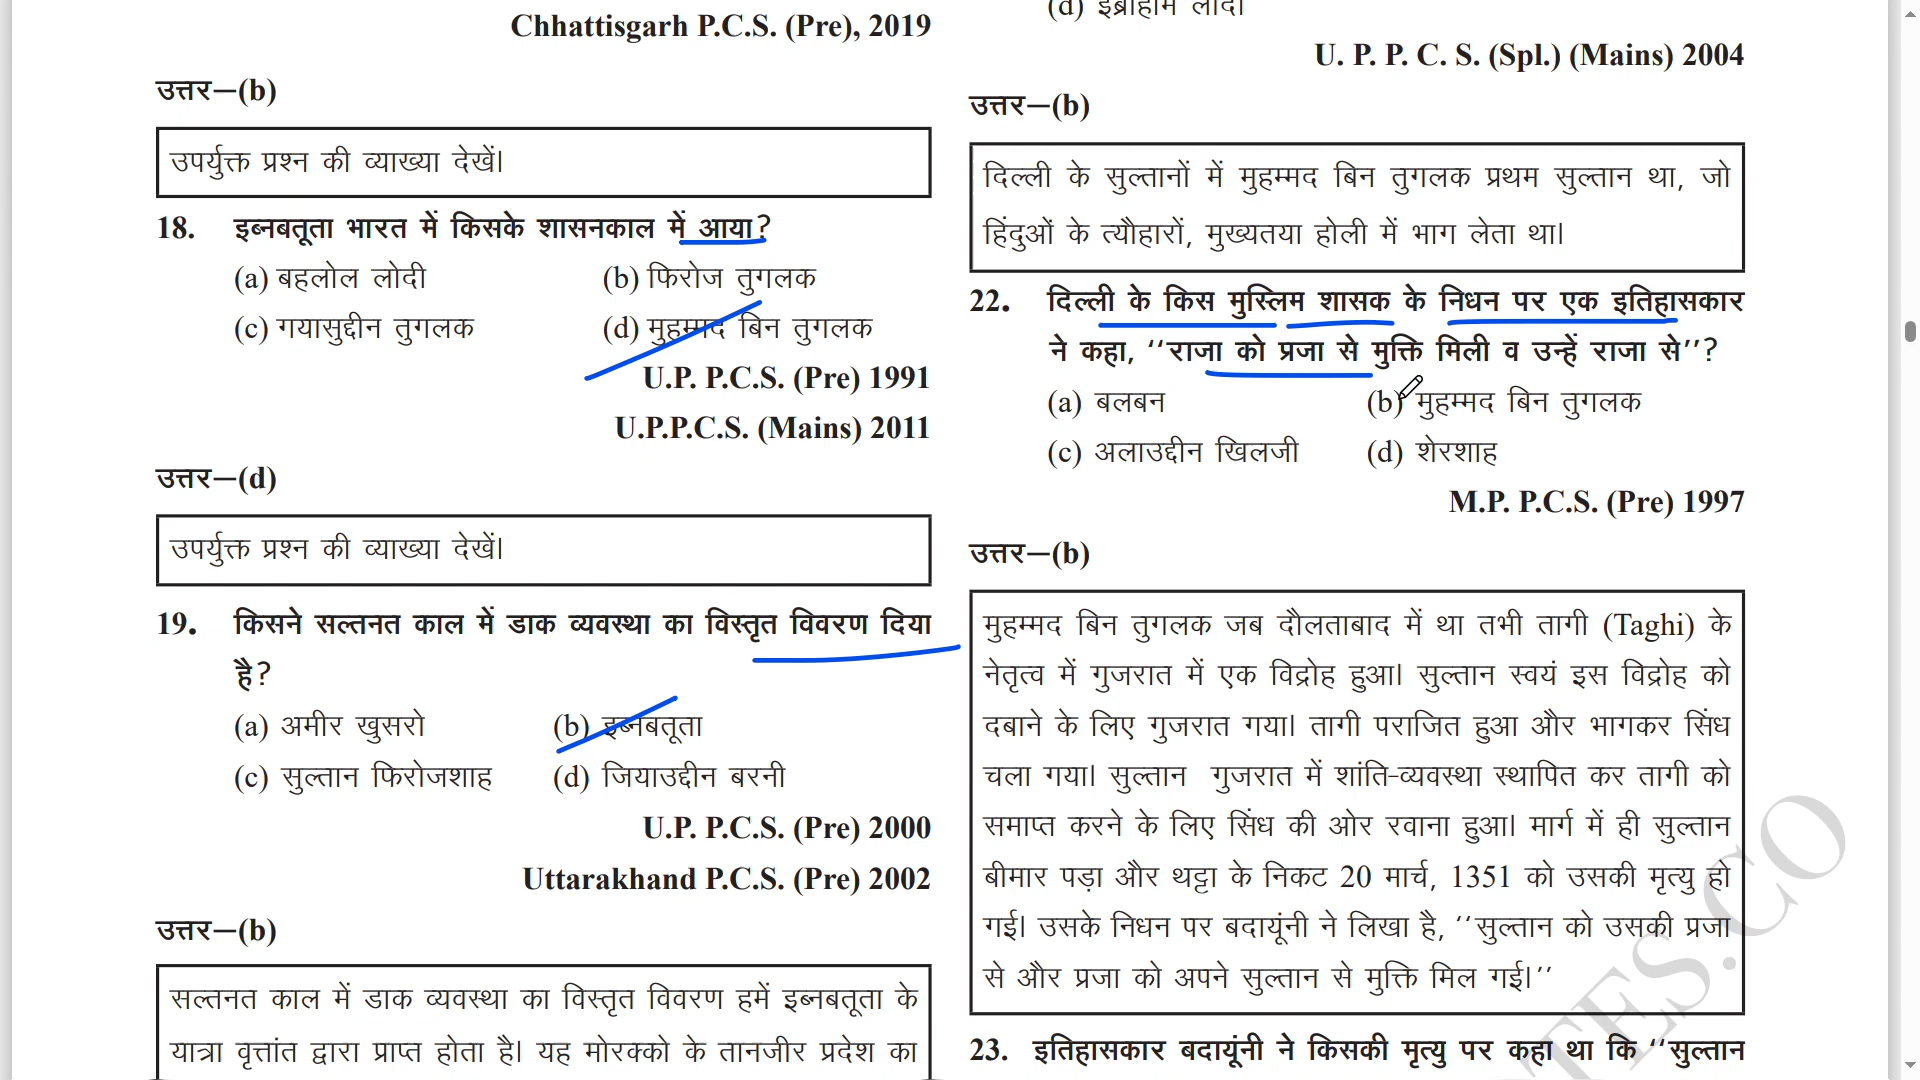 Chhattisgarh P.C.S. (Pre), 2019
उत्तर—(b)
उपर्युक्त प्रश्न की व्याख्या देखें।
18. इब्नबतूता भारत में किसके शासनकाल में आया?
(a) बहलोल लोदी (b) फिरोज तुगलक
(c) गयासुद्दीन तुगलक (d) मुहम्मद बिन तुगलक
U.P. P.C.S. (Pre) 1991
U.P.P.C.S. (Mains) 2011
उत्तर—(d)
उपर्युक्त प्रश्न की व्याख्या देखें।
19. किसने सल्तनत काल में डाक व्यवस्था का विस्तृत विवरण दिया
है?
(a) अमीर खुसरो (b) इब्नबतूता
(c) सुल्तान फिरोजशाह (d) जियाउद्दीन बरनी
U.P. P.C.S. (Pre) 2000
Uttarakhand P.C.S. (Pre) 2002
उत्तर—(b)
सल्तनत काल में डाक व्यवस्था का विस्तृत विवरण हमें इब्नबतूता के
यात्रा वृत्तांत द्वारा प्राप्त होता है। यह मोरक्को के तानजीर प्रदेश का
(d) इब्राहीम लोदी
U. P. P. C. S. (Spl.) (Mains) 2004
उत्तर—(b)
दिल्ली के सुल्तानों में मुहम्मद बिन तुगलक प्रथम सुल्तान था, जो
हिंदुओं के त्यौहारों, मुख्यतया होली में भाग लेता था।
22. दिल्ली के किस मुस्लिम शासक के निधन पर एक इतिहासकार
ने कहा, ‘‘राजा को प्रजा से मुक्ति मिली व उन्हें राजा से’’?
(a) बलबन (b) मुहम्मद बिन तुगलक
(c) अलाउद्दीन खिलजी (d) शेरशाह
M.P. P.C.S. (Pre) 1997
उत्तर—(b)
मुहम्मद बिन तुगलक जब दौलताबाद में था तभी तागी (Taghi) के
नेतृत्व में गुजरात में एक विद्रोह हुआ। सुल्तान स्वयं इस विद्रोह को
दबाने के लिए गुजरात गया। तागी पराजित हुआ और भागकर सिंध
चला गया। सुल्तान गुजरात में शांति-व्यवस्था स्थापित कर तागी को
समाप्त करने के लिए सिंध की ओर रवाना हुआ। मार्ग में ही सुल्तान
बीमार पड़ा और थट्टा के निकट 20 मार्च, 1351 को उसकी मृत्यु हो
गई। उसके निधन पर बदायूंनी ने लिखा है, ‘‘सुल्तान को उसकी प्रजा
से और प्रजा को अपने सुल्तान से मुक्ति मिल गई।’’
23. इतिहासकार बदायूंनी ने किसकी मृत्यु पर कहा था कि ‘‘सुल्तान
TES.CO